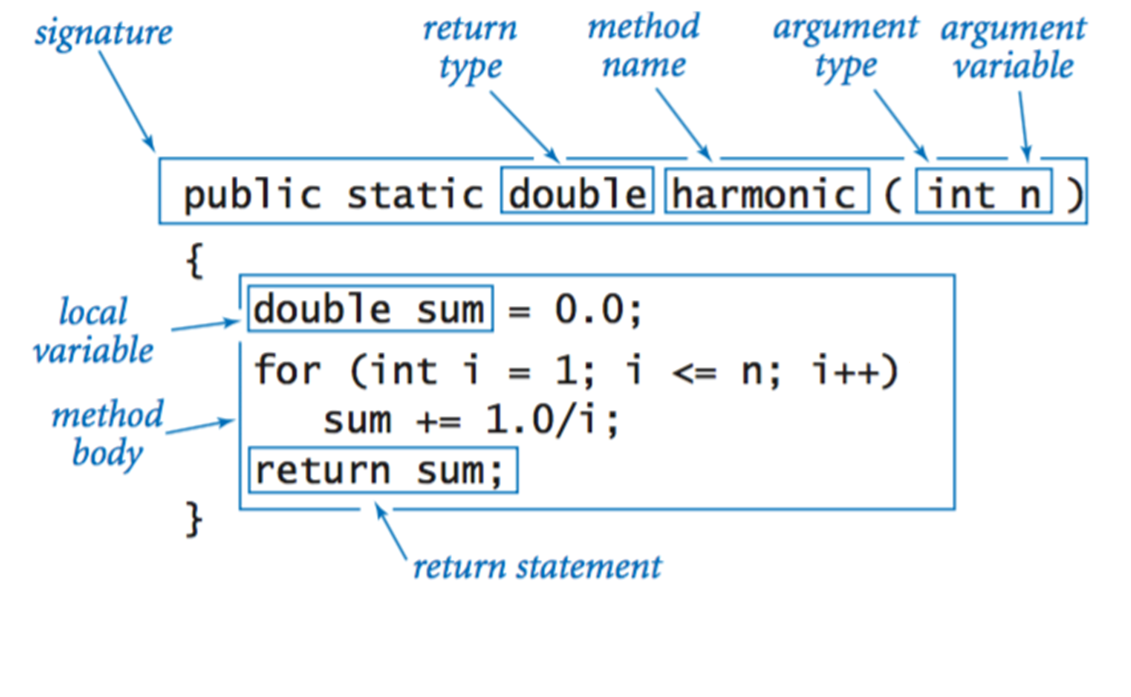 signature
return type
method name
argument type
argument variable
public static double harmonic ( int n )
{
local variable
double sum = 0.0;
for (int i = 1; i <= n; i++)
method body
sum += 1.0/i;
return sum;
}
return statement